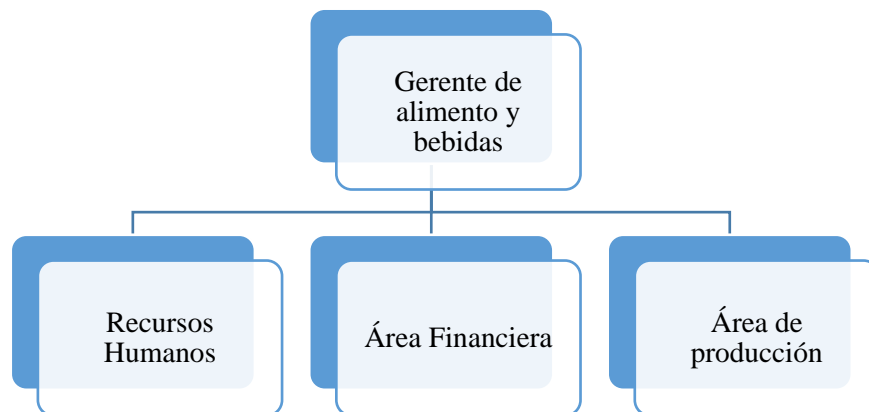 Gerente de
alimento y
bebidas
Recursos
Humanos
Área Financiera
Área de
producción